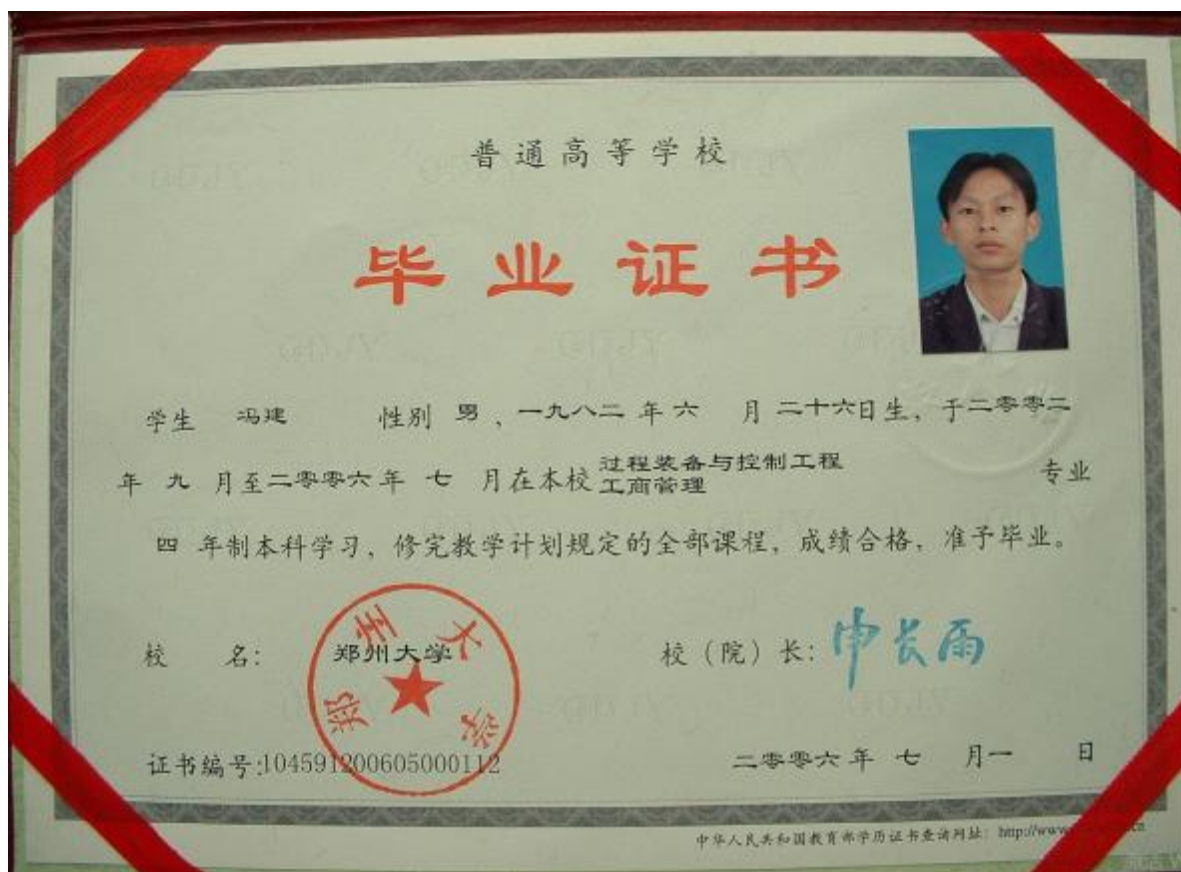 普通高等学校
毕业证书
学生 冯建 性别 男 、一九八二 年 六 月 二十六日生，于二零零二
年 九 月至二零零六年 七 月在本校 过程装备与控制工程 工商管理 专业
四 年制本科学习，修完教学计划规定的全部课程，成绩合格，准予毕业。
校 名： 郑州大学 校（院）长：申长雨
郑州大学
证书编号:104591200605000112 二零零六年 七 月一 日
中华人民共和国教育部学历证书查询网址：http://www